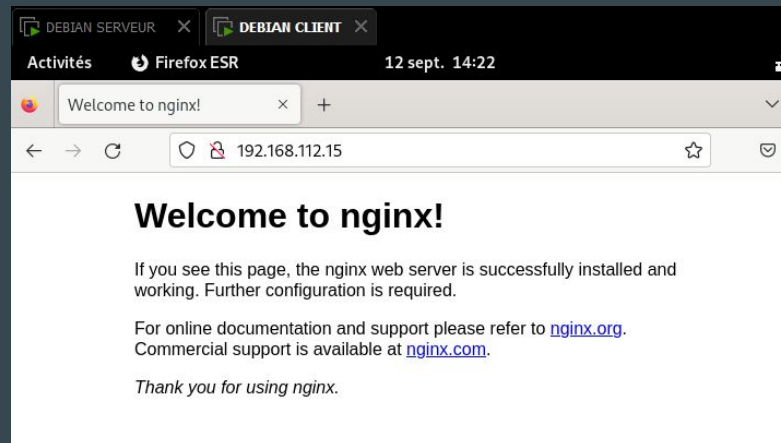 DEBIAN SERVEUR DEBIAN CLIENT
Activités Firefox ESR 12 sept. 14:22
Welcome to nginx!
192.168.112.15
Welcome to nginx!
If you see this page, the nginx web server is successfully installed and
working. Further configuration is required.
For online documentation and support please refer to nginx.org.
Commercial support is available at nginx.com.
Thank you for using nginx.